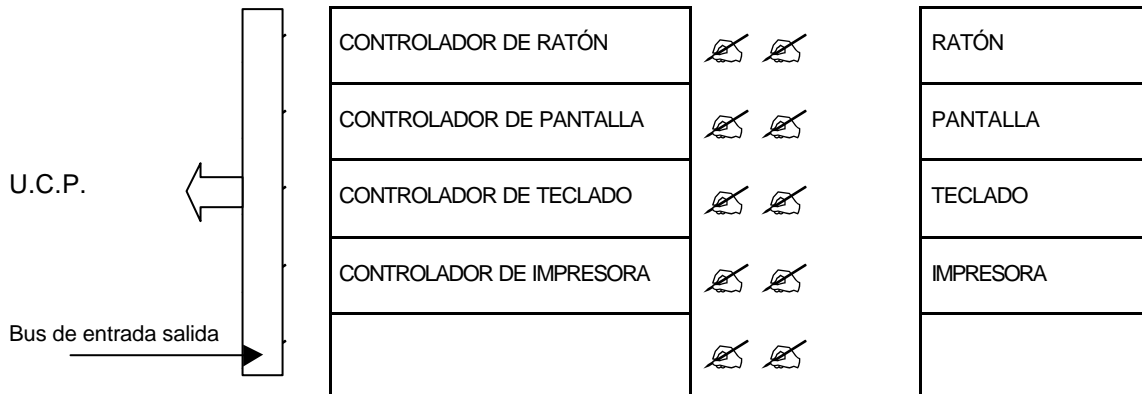 CONTROLADOR DE RATÓN
RATÓN
CONTROLADOR DE PANTALLA
PANTALLA
U.C.P.
CONTROLADOR DE TECLADO
TECLADO
CONTROLADOR DE IMPRESORA
IMPRESORA
Bus de entrada salida